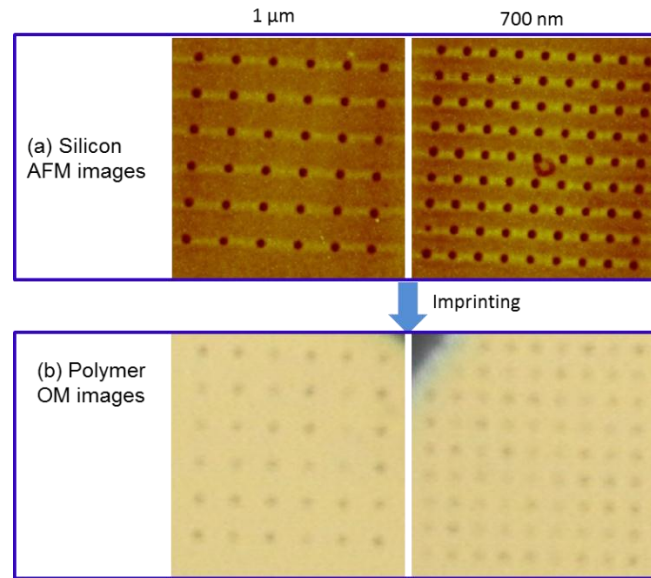 1 µm
700 nm
(a) Silicon
AFM images
Imprinting
(b) Polymer
OM images